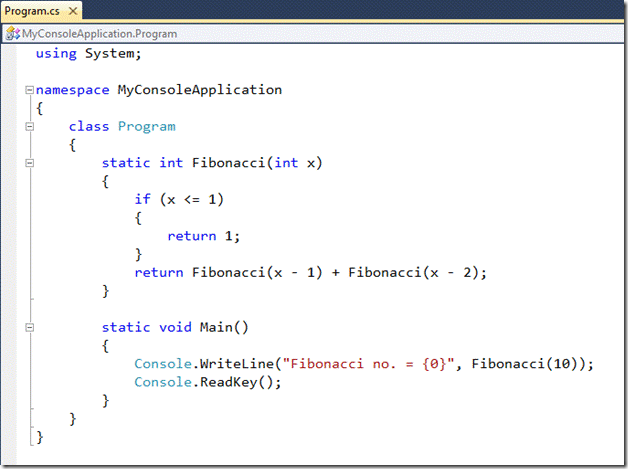 Program.cs
MyConsoleApplication.Program
using System;
namespace MyConsoleApplication
{
    class Program
    {
        static int Fibonacci(int x)
        {
            if (x <= 1)
            {
                return 1;
            }
            return Fibonacci(x - 1) + Fibonacci(x - 2);
        }
        static void Main()
        {
            Console.WriteLine("Fibonacci no. = {0}", Fibonacci(10));
            Console.ReadKey();
        }
    }
}